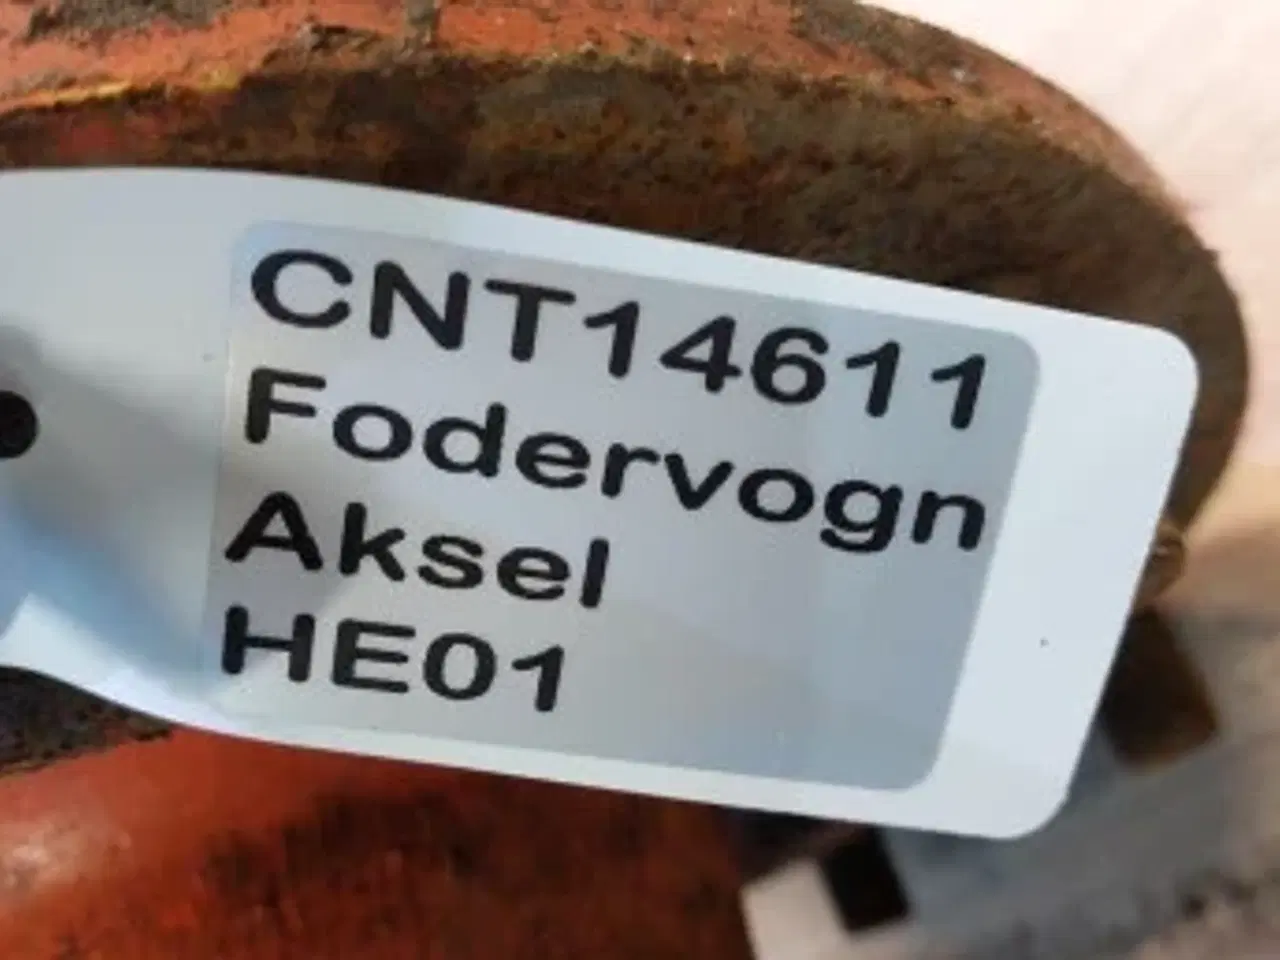 CNT14611
Fodervogn
Aksel
HE01